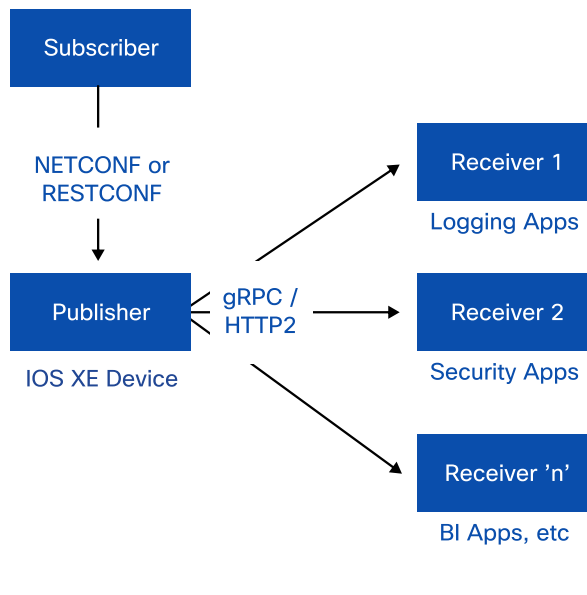 Subscriber
NETCONF or
RESTCONF
Publisher
IOS XE Device
gRPC /
HTTP2
Receiver 1
Logging Apps
Receiver 2
Security Apps
Receiver ’n’
BI Apps, etc